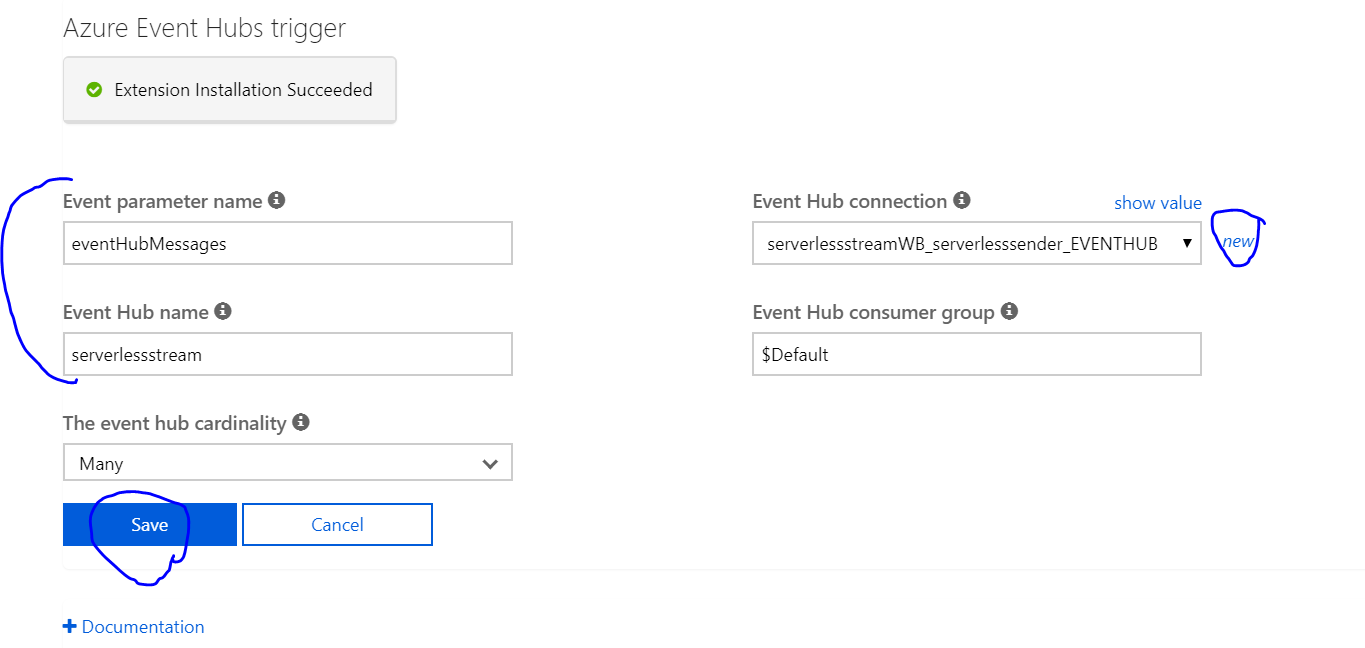 Azure Event Hubs trigger
Extension Installation Succeeded
Event parameter name
Event Hub connection
show value
eventHubMessages
serverlessstreamWB_serverlesssender_EVENTHUB
new
Event Hub name
Event Hub consumer group
serverlessstream
$Default
The event hub cardinality
Many
Save
Cancel
Documentation